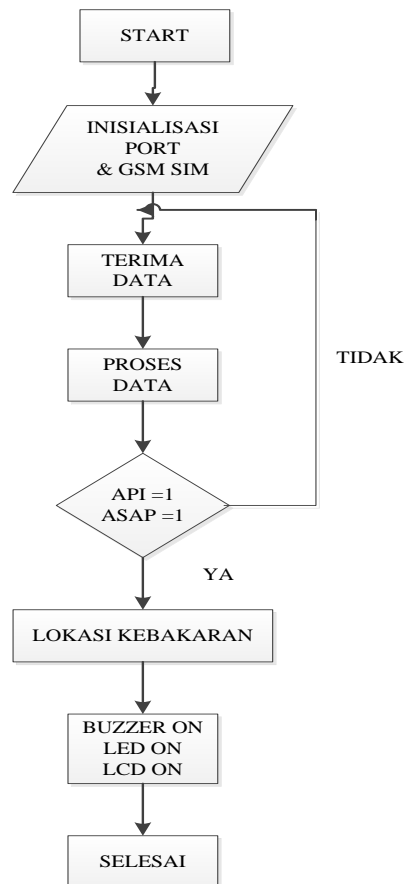 START
INISIALISASI
PORT
& GSM SIM
TERIMA
DATA
PROSES
DATA
TIDAK
API =1
ASAP =1
YA
LOKASI KEBAKARAN
BUZZER ON
LED ON
LCD ON
SELESAI